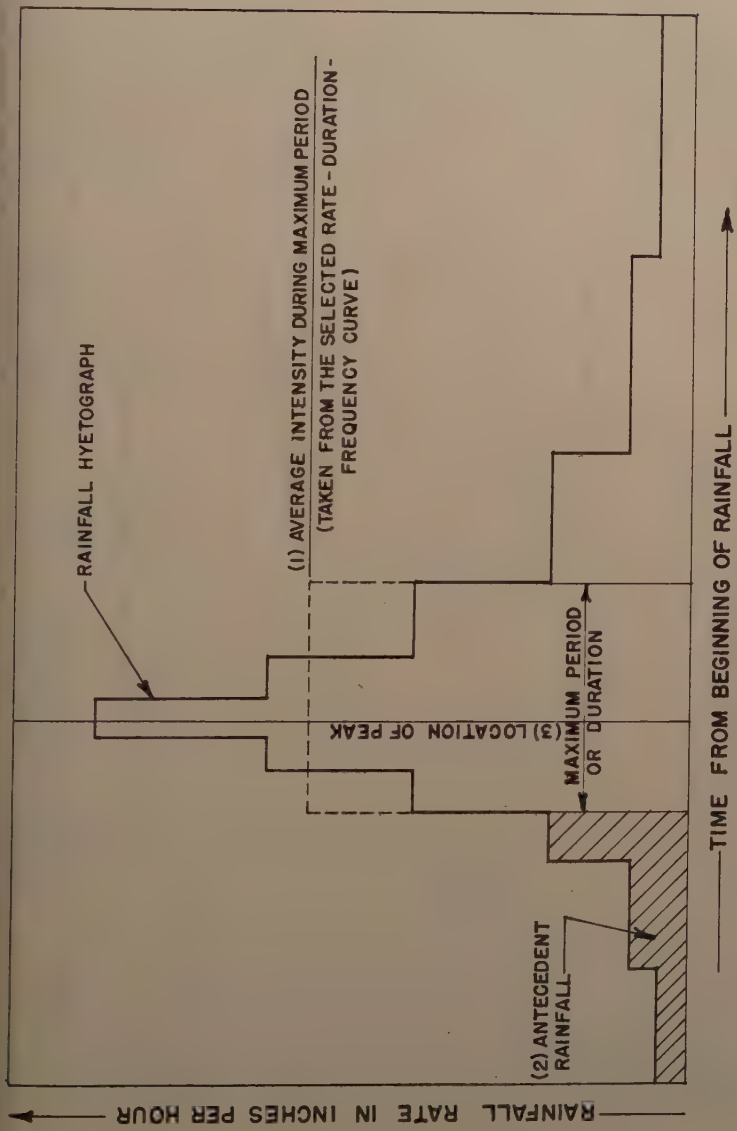 RAINFALL HYETOGRAPH
(1) AVERAGE INTENSITY DURING MAXIMUM PERIOD
(TAKEN FROM THE SELECTED RATE-DURATION-
FREQUENCY CURVE)
(3) LOCATION OF PEAK
MAXIMUM PERIOD
OR DURATION
(2) ANTECEDENT
RAINFALL
RAINFALL RATE IN INCHES PER HOUR
TIME FROM BEGINNING OF RAINFALL